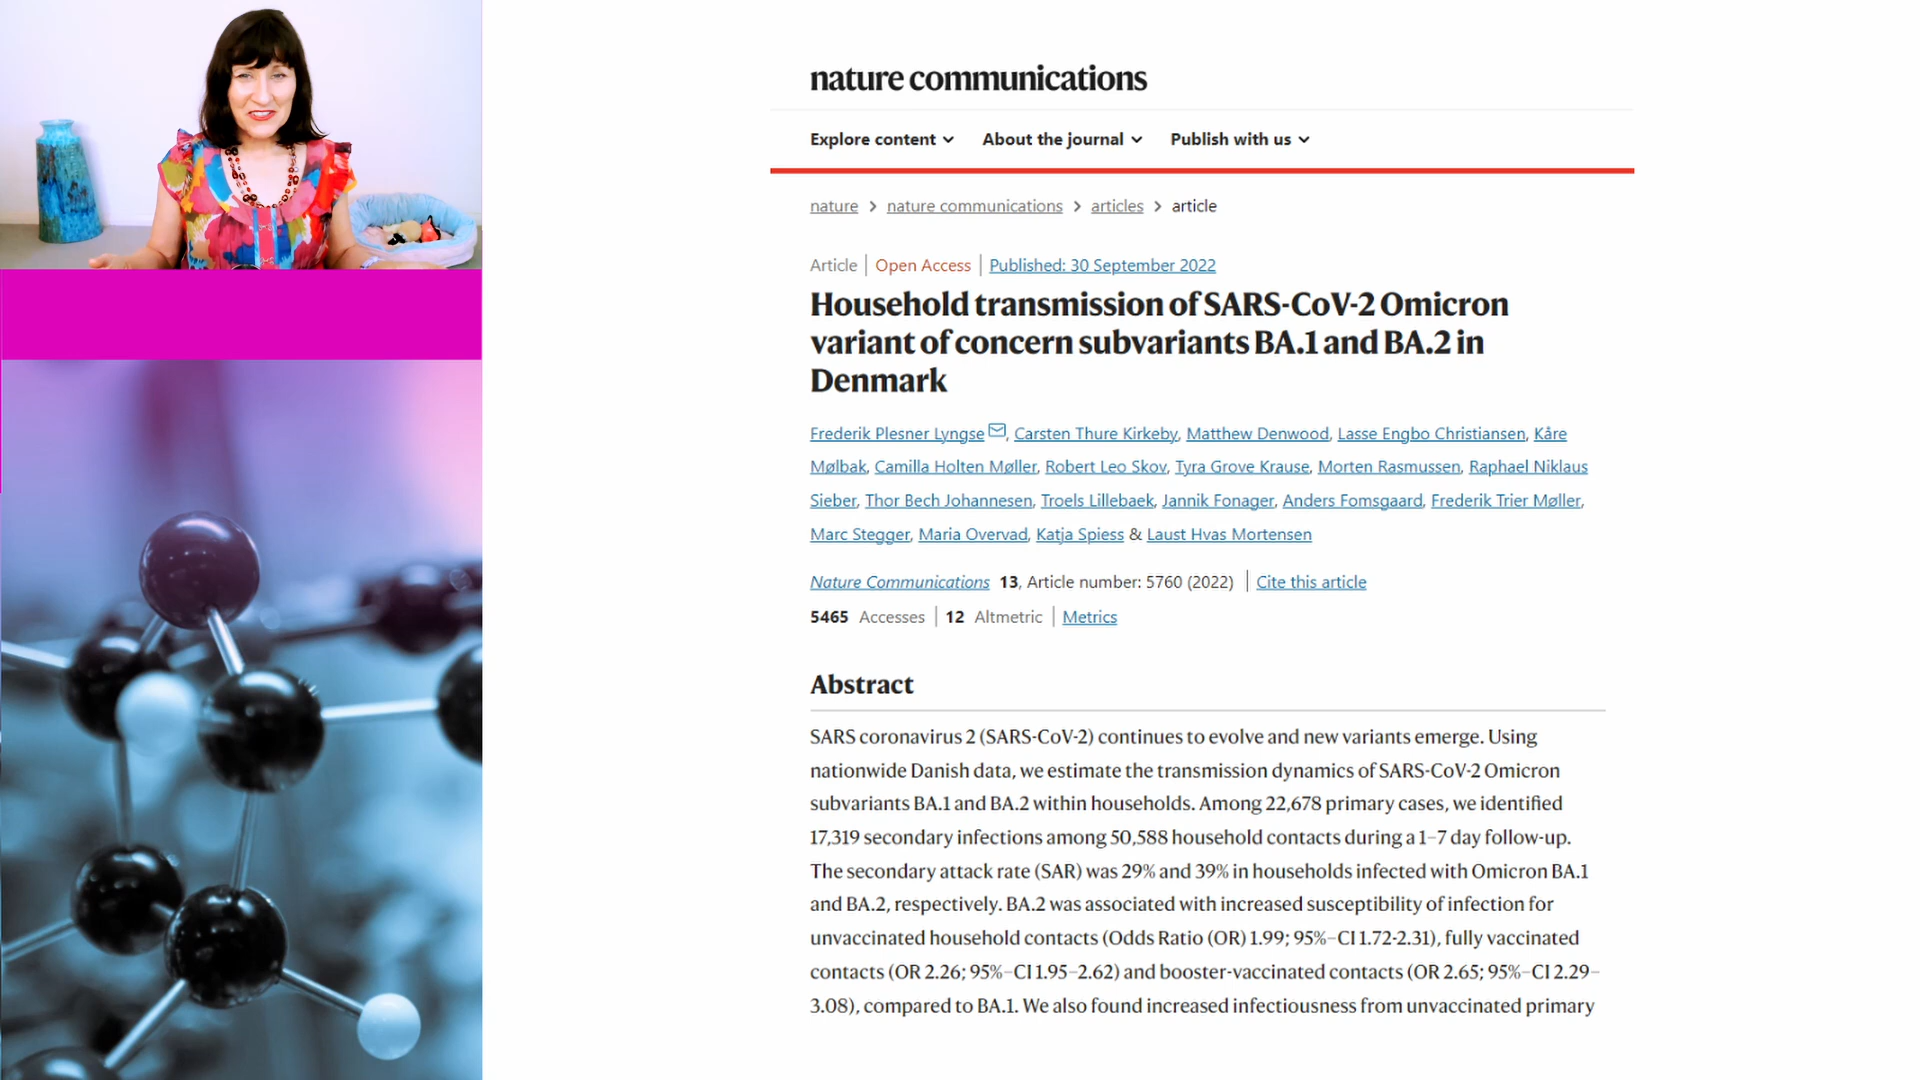 nature communications
Explore content About the journal Publish with us
nature > nature communications > articles > article
Article | Open Access | Published: 30 September 2022
Household transmission of SARS-CoV-2 Omicron
variant of concern subvariants BA.1 and BA.2 in
Denmark
Frederik Plesner Lyngse, Carsten Thure Kirkeby, Matthew Denwood, Lasse Engbo Christiansen, Kåre
Mølbak, Camilla Holten Møller, Robert Leo Skov, Tyra Grove Krause, Morten Rasmussen, Raphael Niklaus
Sieber, Thor Bech Johannesen, Troels Lillebaek, Jannik Fonager, Anders Fomsgaard, Frederik Trier Møller,
Marc Stegger, Maria Overvad, Katja Spiess & Laust Hvas Mortensen
Nature Communications 13, Article number: 5760 (2022) | Cite this article
5465 Accesses | 12 Altmetric | Metrics
Abstract
SARS coronavirus 2 (SARS-CoV-2) continues to evolve and new variants emerge. Using
nationwide Danish data, we estimate the transmission dynamics of SARS-CoV-2 Omicron
subvariants BA.1 and BA.2 within households. Among 22,678 primary cases, we identified
17,319 secondary infections among 50,588 household contacts during a 1–7 day follow-up.
The secondary attack rate (SAR) was 29% and 39% in households infected with Omicron BA.1
and BA.2, respectively. BA.2 was associated with increased susceptibility of infection for
unvaccinated household contacts (Odds Ratio (OR) 1.99; 95%–CI 1.72-2.31), fully vaccinated
contacts (OR 2.26; 95%–CI 1.95–2.62) and booster-vaccinated contacts (OR 2.65; 95%–CI 2.29–
3.08), compared to BA.1. We also found increased infectiousness from unvaccinated primary